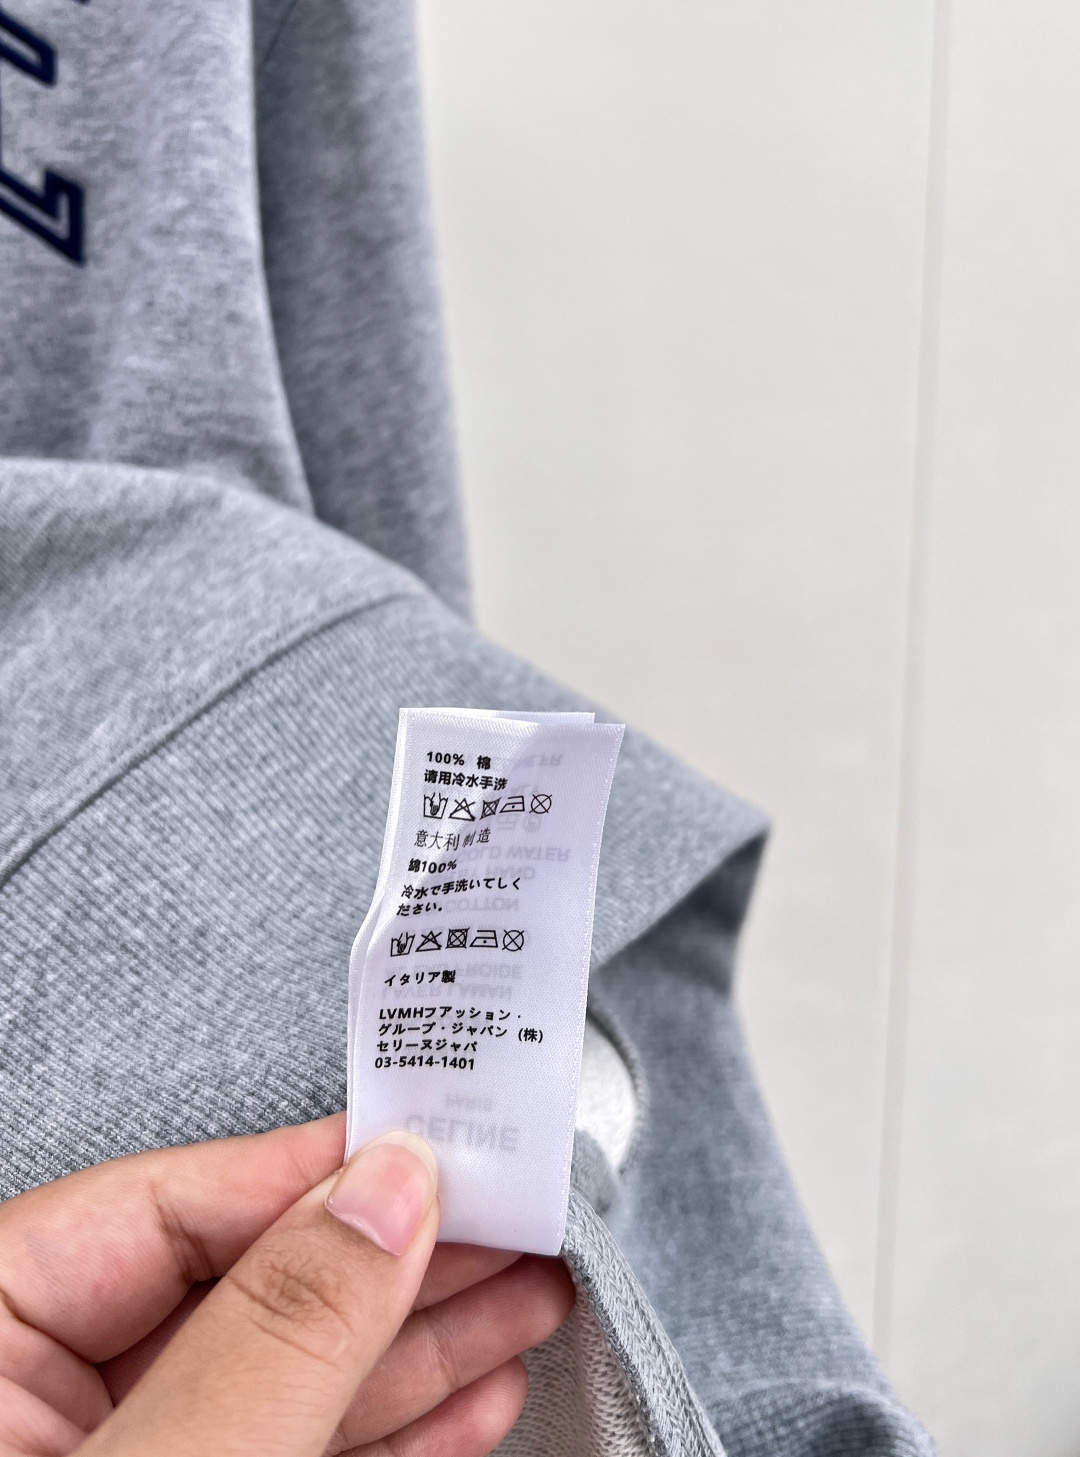 100% 棉
请用冷水手洗
意大利制造
綿100%
冷水で手洗いてしく
ださい.
イタリア製
LVMHフアッション・
グループ・ジャパン (株)
セリーヌジャパ
03-5414-1401
PARIS
CELINE